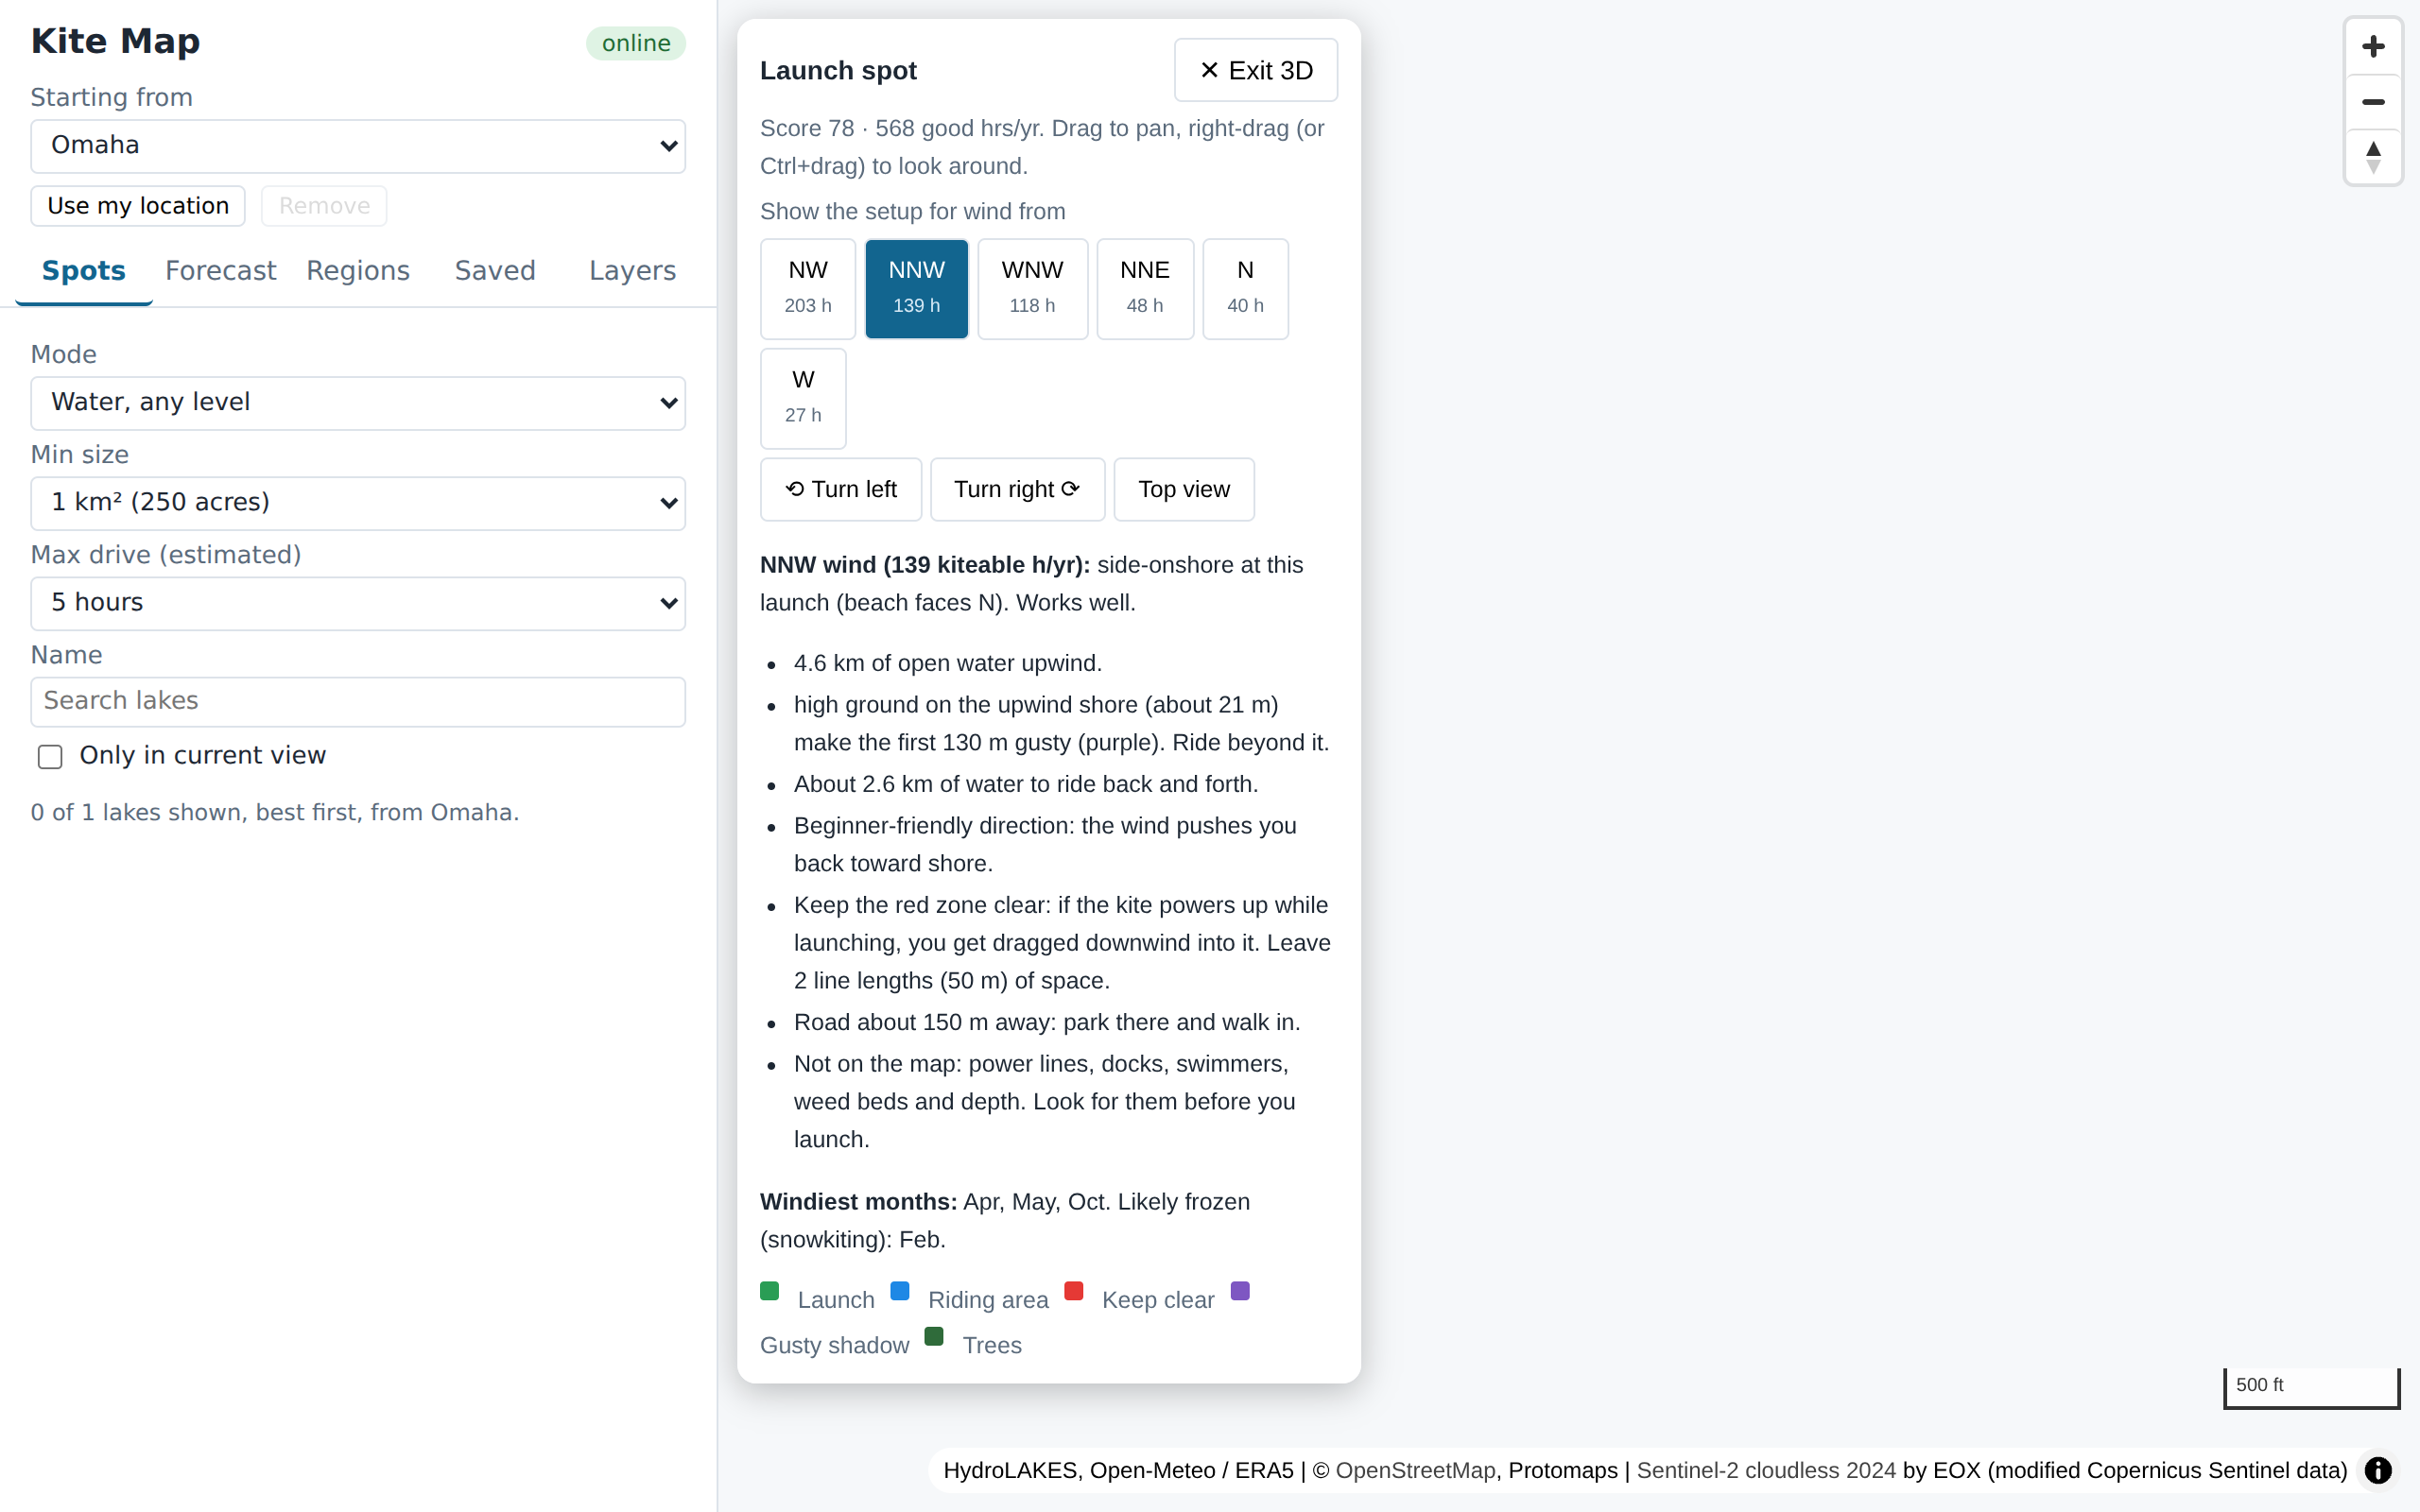 Kite Map
online
Starting from
Omaha
Use my location
Remove
Spots
Forecast
Regions
Saved
Layers
Mode
Water, any level
Min size
1 km² (250 acres)
Max drive (estimated)
5 hours
Name
Search lakes
Only in current view
0 of 1 lakes shown, best first, from Omaha.
Launch spot
✕ Exit 3D
Score 78 · 568 good hrs/yr. Drag to pan, right-drag (or
Ctrl+drag) to look around.
Show the setup for wind from
NW
203 h
NNW
139 h
WNW
118 h
NNE
48 h
N
40 h
W
27 h
⟲ Turn left
Turn right ⟳
Top view
NNW wind (139 kiteable h/yr): side-onshore at this
launch (beach faces N). Works well.
• 4.6 km of open water upwind.
• high ground on the upwind shore (about 21 m)
make the first 130 m gusty (purple). Ride beyond it.
• About 2.6 km of water to ride back and forth.
• Beginner-friendly direction: the wind pushes you
back toward shore.
• Keep the red zone clear: if the kite powers up while
launching, you get dragged downwind into it. Leave
2 line lengths (50 m) of space.
• Road about 150 m away: park there and walk in.
• Not on the map: power lines, docks, swimmers,
weed beds and depth. Look for them before you
launch.
Windiest months: Apr, May, Oct. Likely frozen
(snowkiting): Feb.
Launch Riding area Keep clear
Gusty shadow Trees
500 ft
HydroLAKES, Open-Meteo / ERA5 | © OpenStreetMap, Protomaps | Sentinel-2 cloudless 2024 by EOX (modified Copernicus Sentinel data)